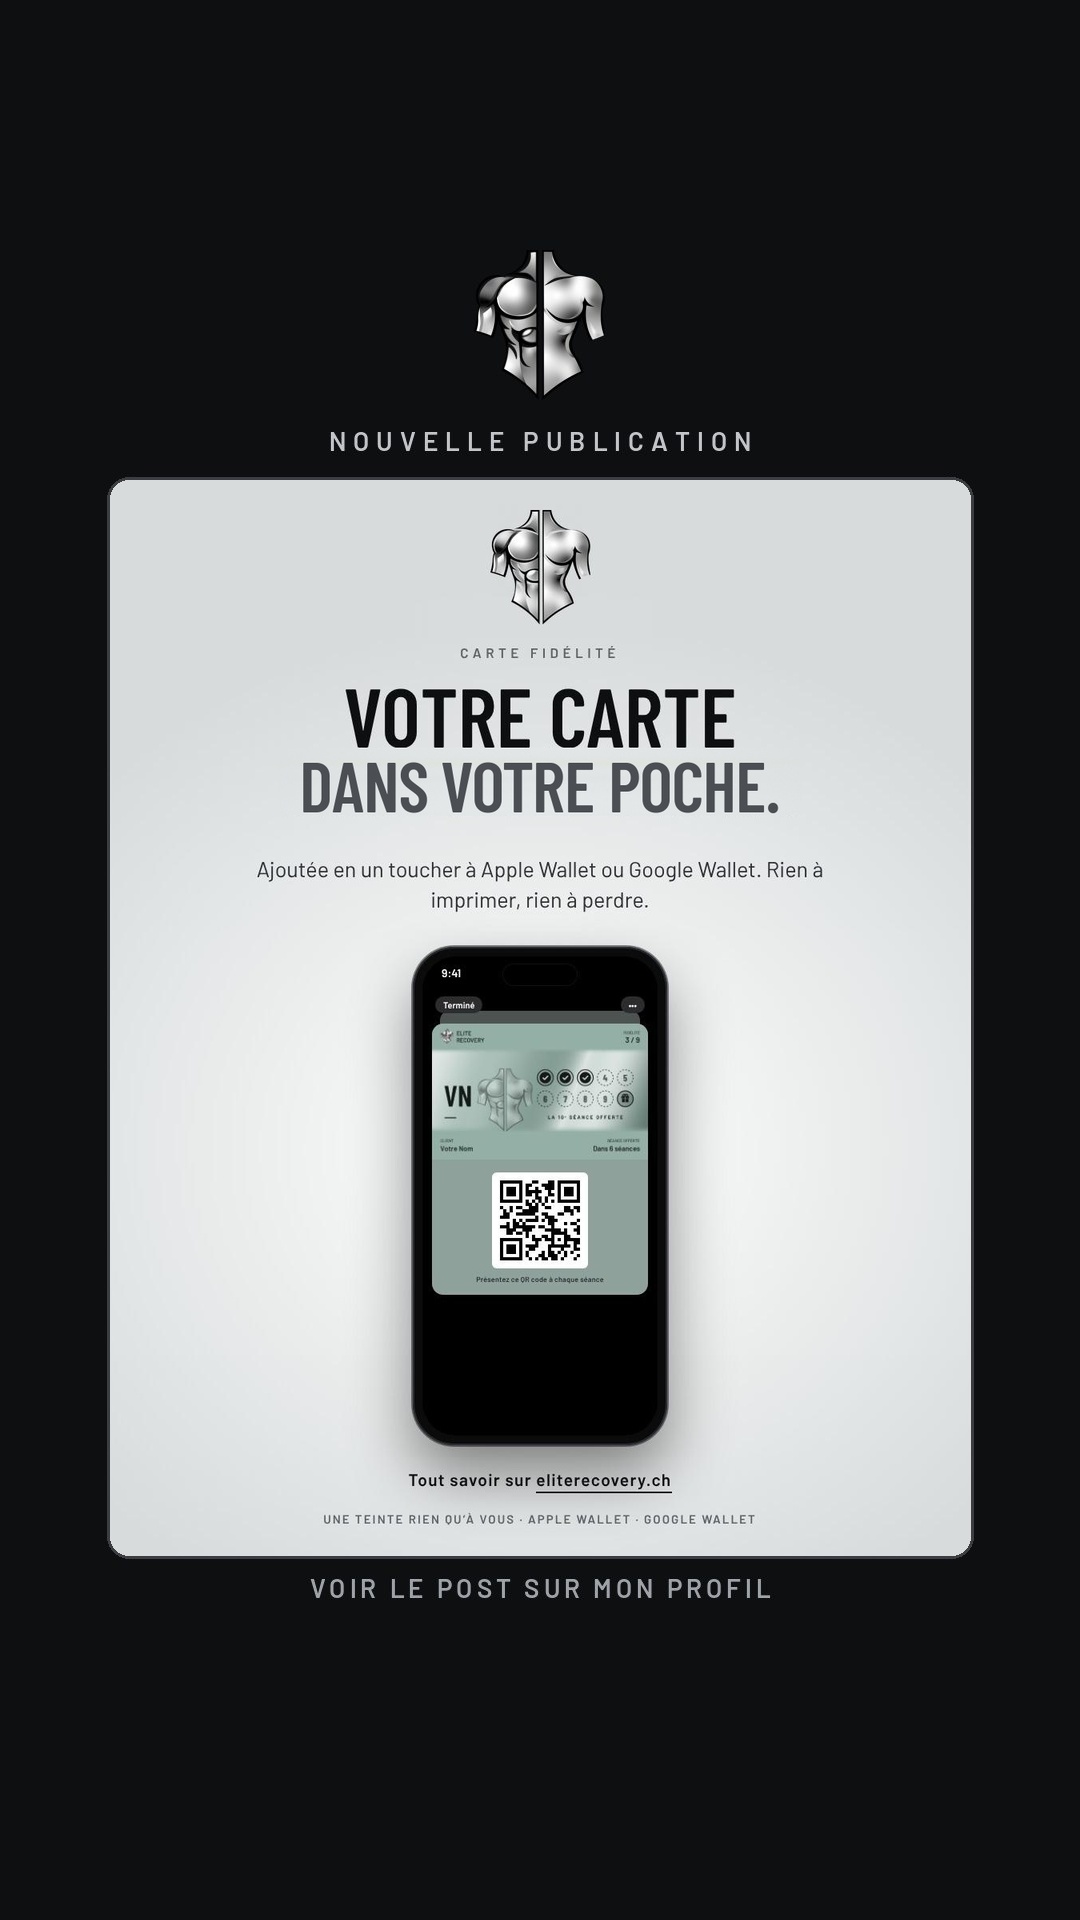 NOUVELLE PUBLICATION
CARTE FIDÉLITÉ
VOTRE CARTE
DANS VOTRE POCHE.
Ajoutée en un toucher à Apple Wallet ou Google Wallet. Rien à
imprimer, rien à perdre.
9:41
Terminé
ELITE
RECOVERY
3 / 9
VN
4 5
6 7 8 9
LA 10e SÉANCE OFFERTE
CLIENT
Votre Nom
SÉANCE OFFERTE
Dans 6 séances
Présentez ce QR code à chaque séance
Tout savoir sur eliterecovery.ch
UNE TEINTE RIEN QU'À VOUS · APPLE WALLET · GOOGLE WALLET
VOIR LE POST SUR MON PROFIL